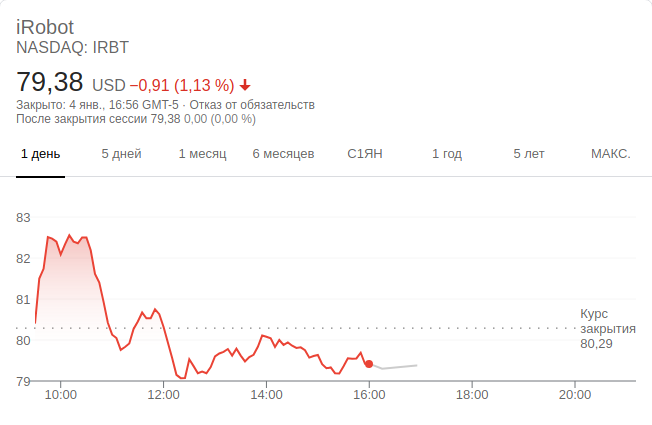 iRobot
NASDAQ: IRBT
79,38 USD −0,91 (1,13 %)
Закрыто: 4 янв., 16:56 GMT-5 · Отказ от обязательств
После закрытия сессии 79,38 0,00 (0,00 %)
1 день 5 дней 1 месяц 6 месяцев С1ЯН 1 год 5 лет МАКС.
83
82
81
80
79
Курс
закрытия
80,29
10:00 12:00 14:00 16:00 18:00 20:00